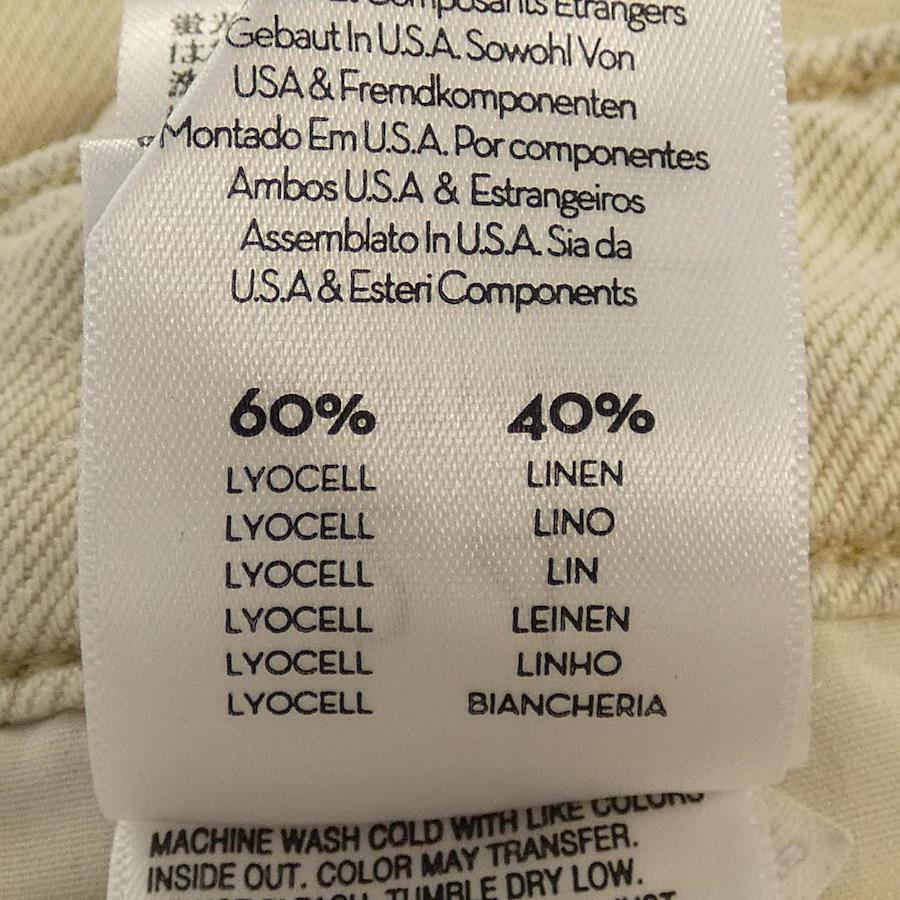 Composants Etrangers
Gebaut In U.S.A. Sowohl Von
USA & Fremdkomponenten
Montado Em U.S.A. Por componentes
Ambos U.S.A & Estrangeiros
Assemblato In U.S.A. Sia da
U.S.A & Esteri Components
60% 40%
LYOCELL LINEN
LYOCELL LINO
LYOCELL LIN
LYOCELL LEINEN
LYOCELL LINHO
LYOCELL BIANCHERIA
MACHINE WASH COLD WITH LIKE COLORS
INSIDE OUT. COLOR MAY TRANSFER.
TUMBLE DRY LOW.